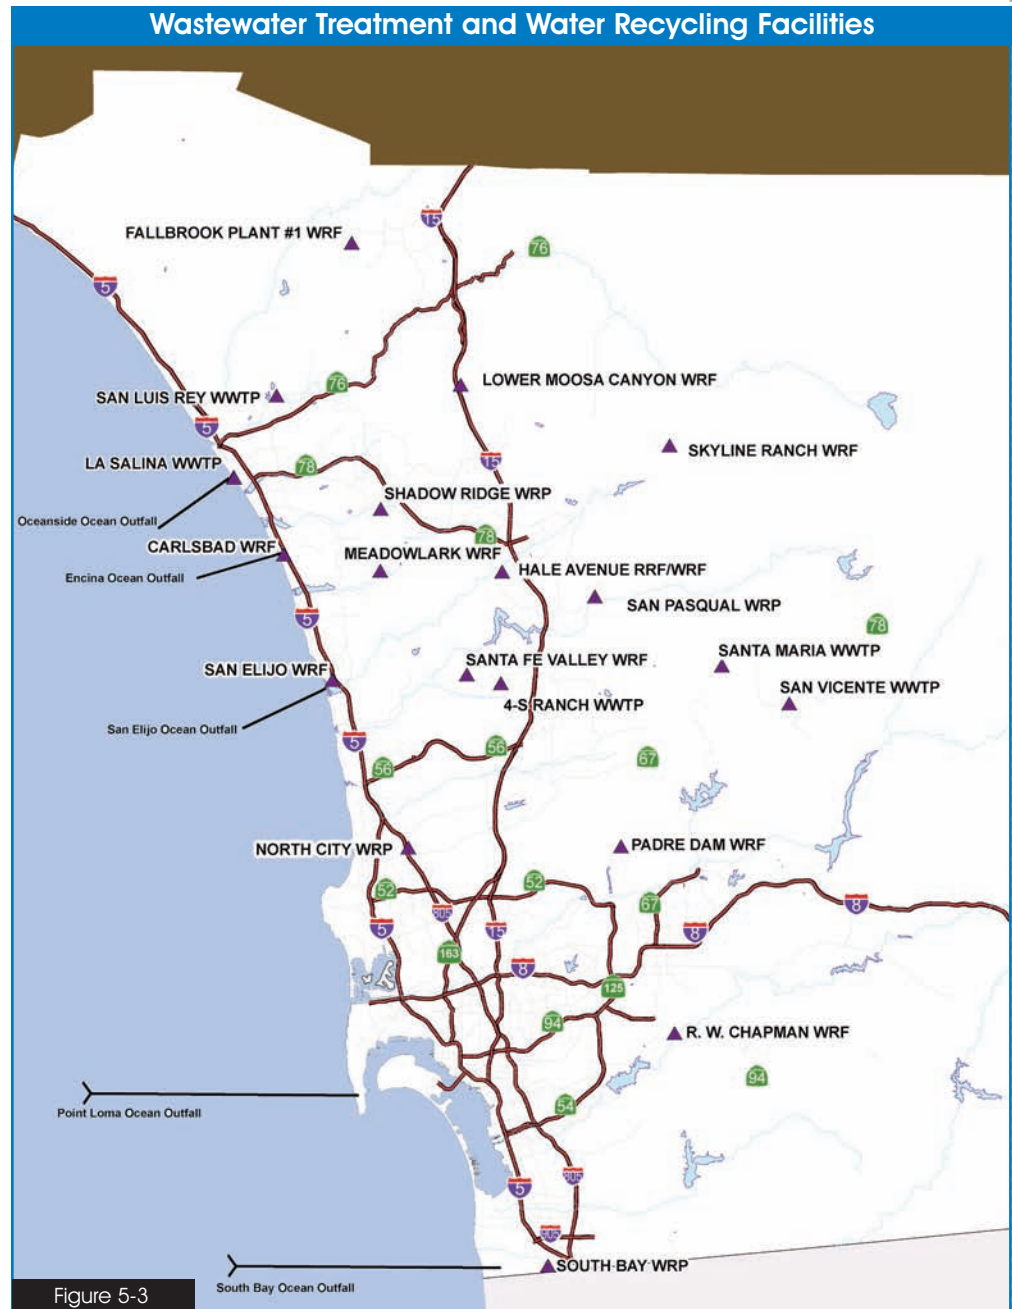 Wastewater Treatment and Water Recycling Facilities
15
FALLBROOK PLANT #1 WRF
76
5
LOWER MOOSA CANYON WRF
76
SAN LUIS REY WWTP
5
SKYLINE RANCH WRF
LA SALINA WWTP
78
15
SHADOW RIDGE WRP
Oceanside Ocean Outfall
78
CARLSBAD WRF
MEADOWLARK WRF
HALE AVENUE RRF/WRF
Encina Ocean Outfall
SAN PASQUAL WRP
5
78
SANTA MARIA WWTP
SANTA FE VALLEY WRF
SAN ELIJO WRF
SAN VICENTE WWTP
4-S RANCH WWTP
San Elijo Ocean Outfall
5
56
56
67
PADRE DAM WRF
NORTH CITY WRP
52
52
67
8
805
5
15
8
163
8
125
94
R. W. CHAPMAN WRF
94
Point Loma Ocean Outfall
54
805
5
905
SOUTH BAY WRP
South Bay Ocean Outfall
Figure 5-3